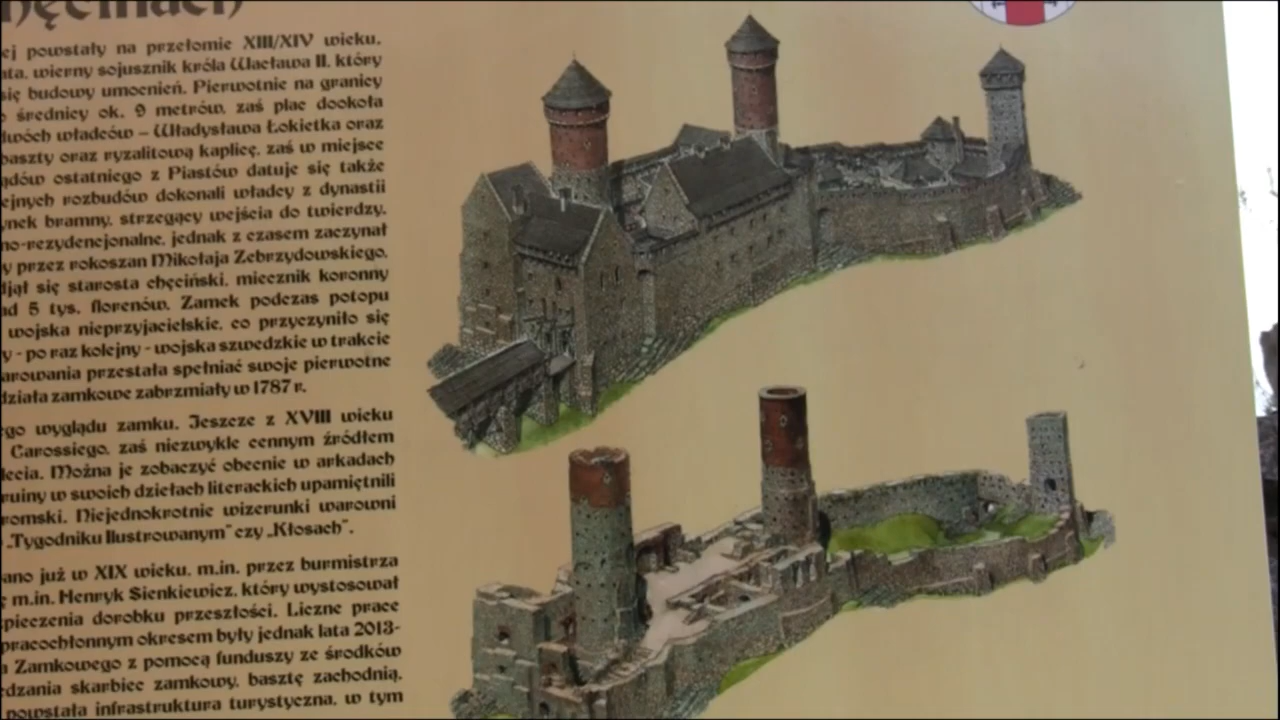 hęcinach
ej powstały na przełomie XIII/XIV wieku,
ata, wierny sojusznik króla Wacława II, który
się budowy umocnień. Pierwotnie na granicy
o średnicy ok. 9 metrów, zaś plac dookoła
dwóch władców – Władysława Łokietka oraz
baszty oraz ryzalitową kaplicę, zaś w miejsce
ądów ostatniego z Piastów datuje się także
ejnych rozbudów dokonali władcy z dynastii
ynek bramny, strzegący wejścia do twierdzy.
no-rezydencjonalne, jednak z czasem zaczynał
y przez rokoszan Mikołaja Zebrzydowskiego.
djął się starosta chęciński, miecznik koronny
ad 5 tys. florenów. Zamek podczas potopu
wojska nieprzyjacielskie, co przyczyniło się
y - po raz kolejny - wojska szwedzkie w trakcie
arowania przestała spełniać swoje pierwotne
działa zamkowe zabrzmiały w 1787 r.
ego wyglądu zamku. Jeszcze z XVIII wieku
Carossiego, zaś niezwykle cennym źródłem
lecia. Można je zobaczyć obecnie w arkadach
ruiny w swoich dziełach literackich upamiętnili
romski. Niejednokrotnie wizerunki warowni
„Tygodniku Ilustrowanym" czy „Kłosach".
ano już w XIX wieku, m.in. przez burmistrza
ę m.in. Henryk Sienkiewicz, który wystosował
pieczenia dorobku przeszłości. Liczne prace
pracochłonnym okresem były jednak lata 2013-
a Zamkowego z pomocą funduszy ze środków
edzania skarbiec zamkowy, basztę zachodnią,
powstała infrastruktura turystyczna, w tym